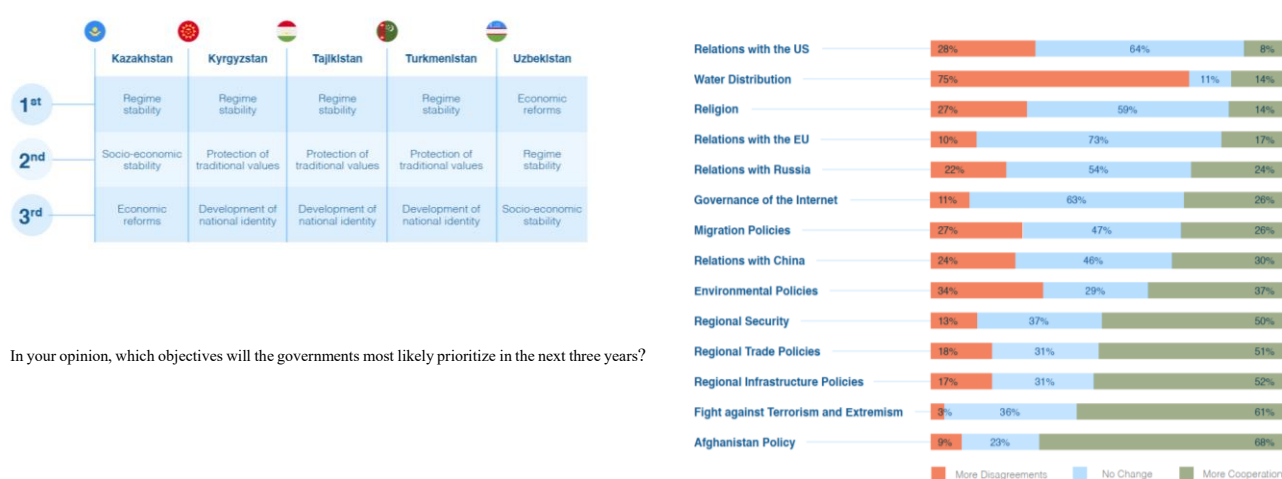 Kazakhstan Kyrgyzstan Tajikistan Turkmenistan Uzbekistan
1st
Regime stability
Regime stability
Regime stability
Regime stability
Economic reforms
2nd
Socio-economic stability
Protection of traditional values
Protection of traditional values
Protection of traditional values
Regime stability
3rd
Economic reforms
Development of national identity
Development of national identity
Development of national identity
Socio-economic stability
In your opinion, which objectives will the governments most likely prioritize in the next three years?
Relations with the US 28% 64% 8%
Water Distribution 75% 11% 14%
Religion 27% 59% 14%
Relations with the EU 10% 73% 17%
Relations with Russia 22% 54% 24%
Governance of the Internet 11% 63% 26%
Migration Policies 27% 47% 26%
Relations with China 24% 46% 30%
Environmental Policies 34% 29% 37%
Regional Security 13% 37% 50%
Regional Trade Policies 18% 31% 51%
Regional Infrastructure Policies 17% 31% 52%
Fight against Terrorism and Extremism 3% 36% 61%
Afghanistan Policy 9% 23% 68%
More Disagreements No Change More Cooperation